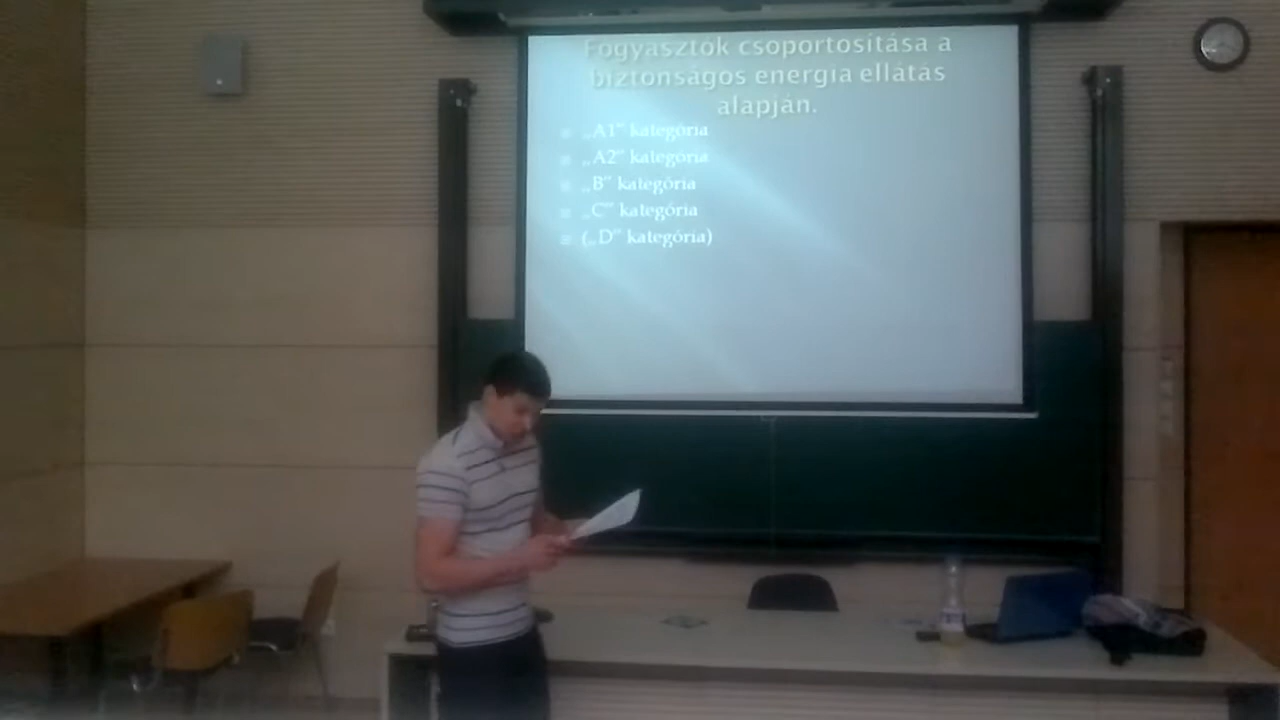 Fogyasztók csoportosítása a
biztonságos energia ellátás
alapján.
„A1" kategória
„A2" kategória
„B" kategória
„C" kategória
(„D" kategória)